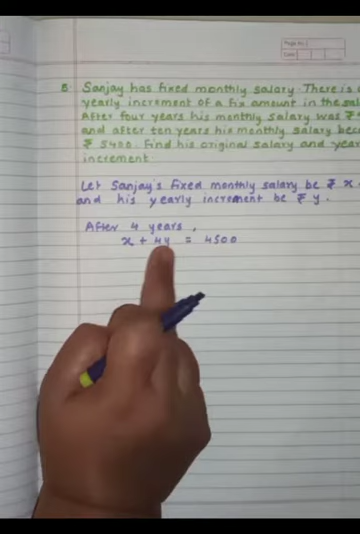 Page No.:
Date:
5. Sanjay has fixed monthly salary. There is
yearly increment of a fix amount in the
After four years his monthly salary was ₹
and after ten years his monthly salary
₹ 5400. Find his original salary and
increment.
Let Sanjay's fixed monthly salary be ₹ x
and his yearly increment be ₹ y.
After 4 years,
x + 4y = 4500